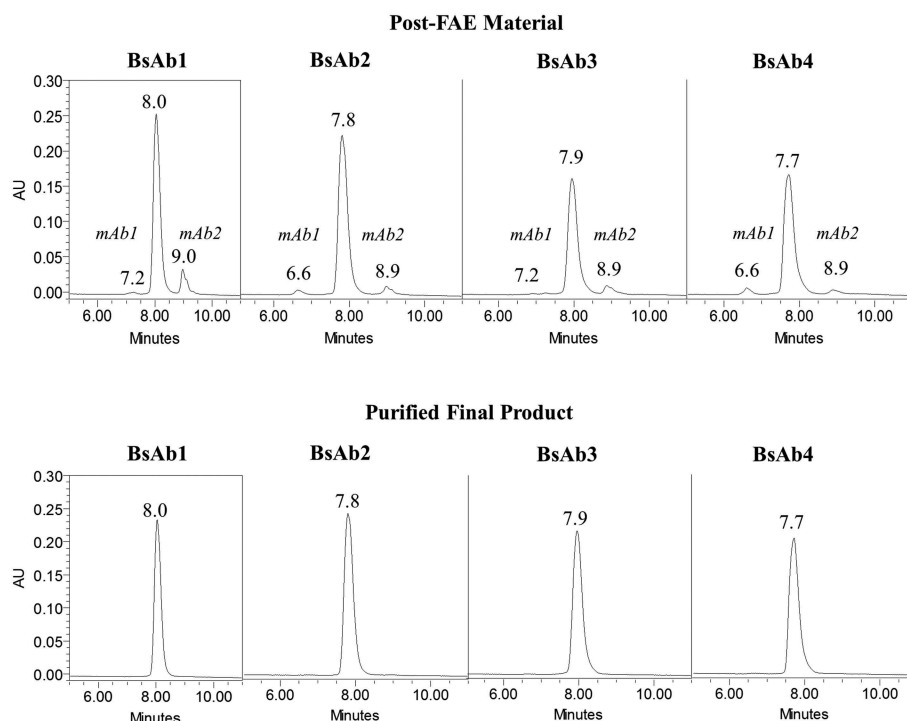 Post-FAE Material
BsAb1 BsAb2 BsAb3 BsAb4
0.30
0.25
0.20
0.15
0.10
0.05
0.00
AU
8.0 7.8 7.9 7.7
mAb1 mAb2 mAb1 mAb2 mAb1 mAb2 mAb1 mAb2
7.2 9.0 6.6 8.9 7.2 8.9 6.6 8.9
6.00 8.00 10.00 6.00 8.00 10.00 6.00 8.00 10.00 6.00 8.00 10.00
Minutes Minutes Minutes Minutes
Purified Final Product
BsAb1 BsAb2 BsAb3 BsAb4
0.30
0.25
0.20
0.15
0.10
0.05
0.00
AU
8.0 7.8 7.9 7.7
6.00 8.00 10.00 6.00 8.00 10.00 6.00 8.00 10.00 6.00 8.00 10.00
Minutes Minutes Minutes Minutes